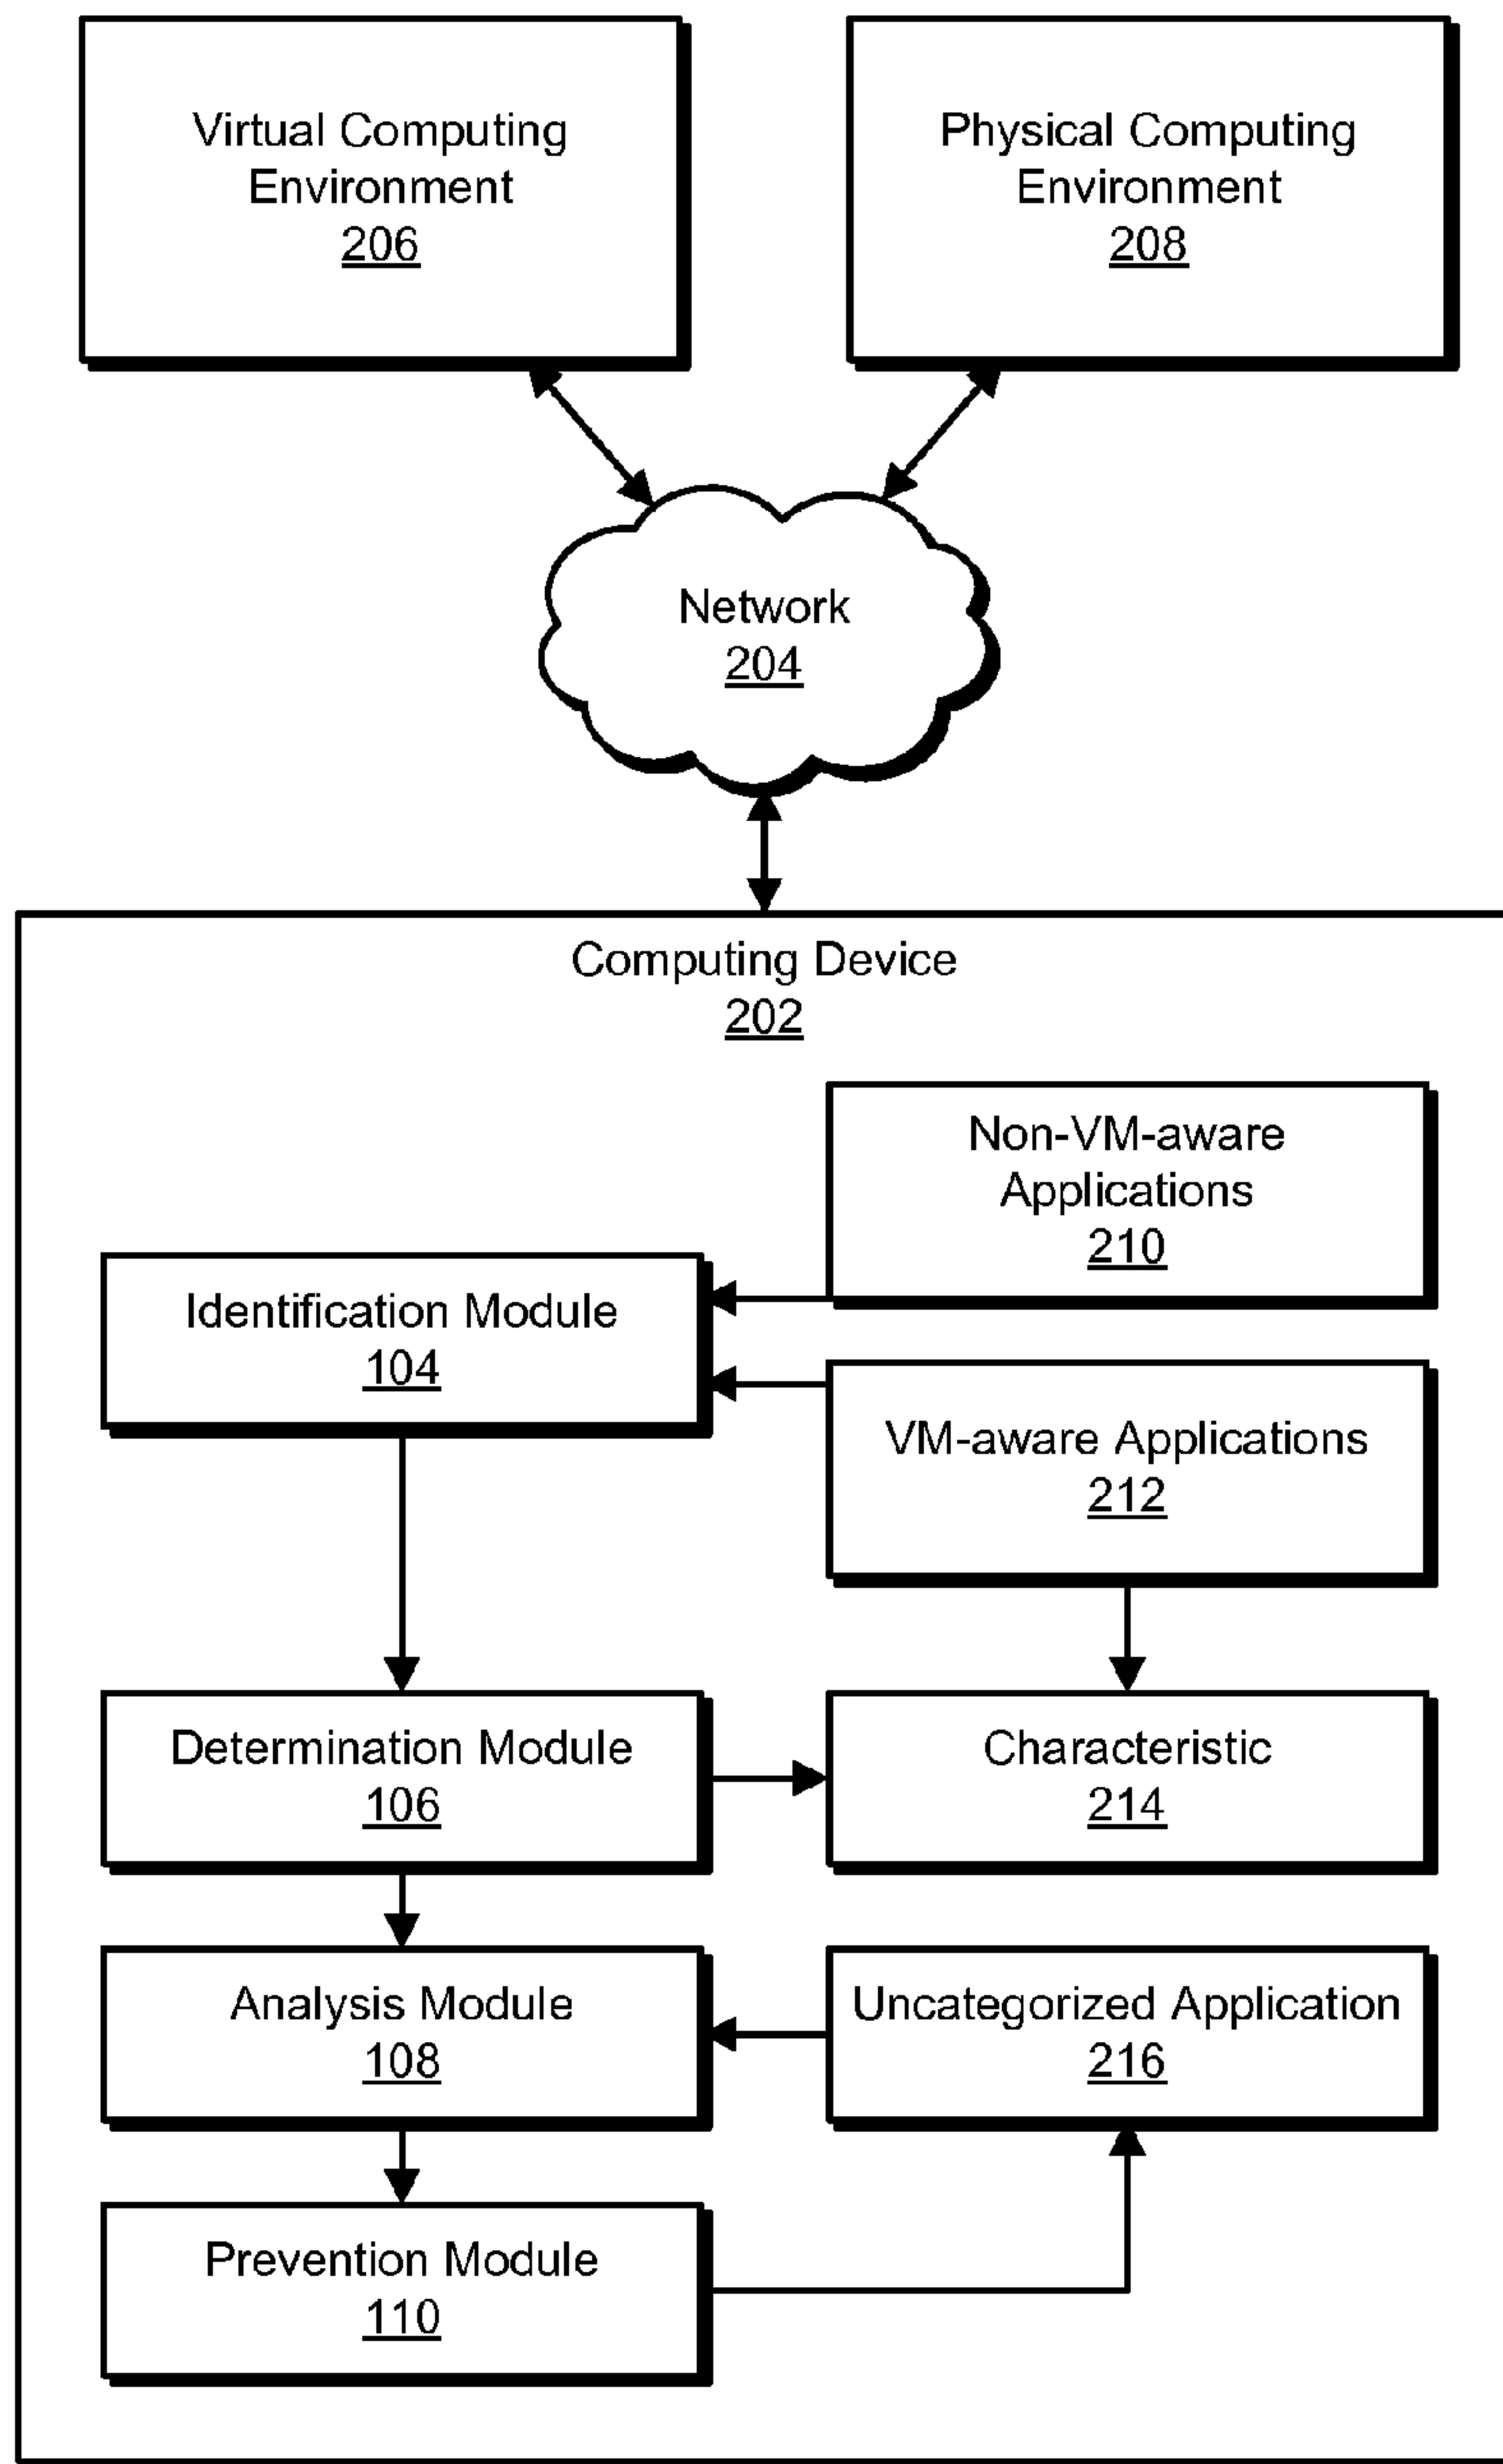 Virtual Computing
Environment
206
Physical Computing
Environment
208
Network
204
Computing Device
202
Non-VM-aware
Applications
210
Identification Module
104
VM-aware Applications
212
Determination Module
106
Characteristic
214
Analysis Module
108
Uncategorized Application
216
Prevention Module
110